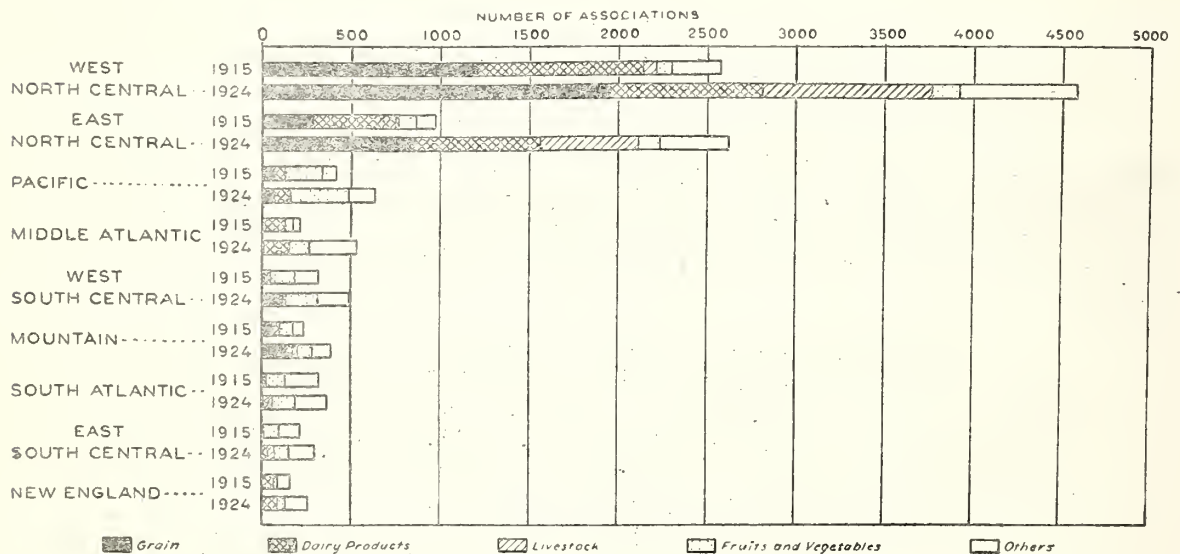 NUMBER OF ASSOCIATIONS
0 500 1000 1500 2000 2500 3000 3500 4000 4500 5000
WEST 1915
NORTH CENTRAL 1924
EAST 1915
NORTH CENTRAL 1924
PACIFIC 1915
1924
MIDDLE ATLANTIC 1915
1924
WEST 1915
SOUTH CENTRAL 1924
MOUNTAIN 1915
1924
SOUTH ATLANTIC 1915
1924
EAST 1915
SOUTH CENTRAL 1924
NEW ENGLAND 1915
1924
Grain Dairy Products Livestock Fruits and Vegetables Others